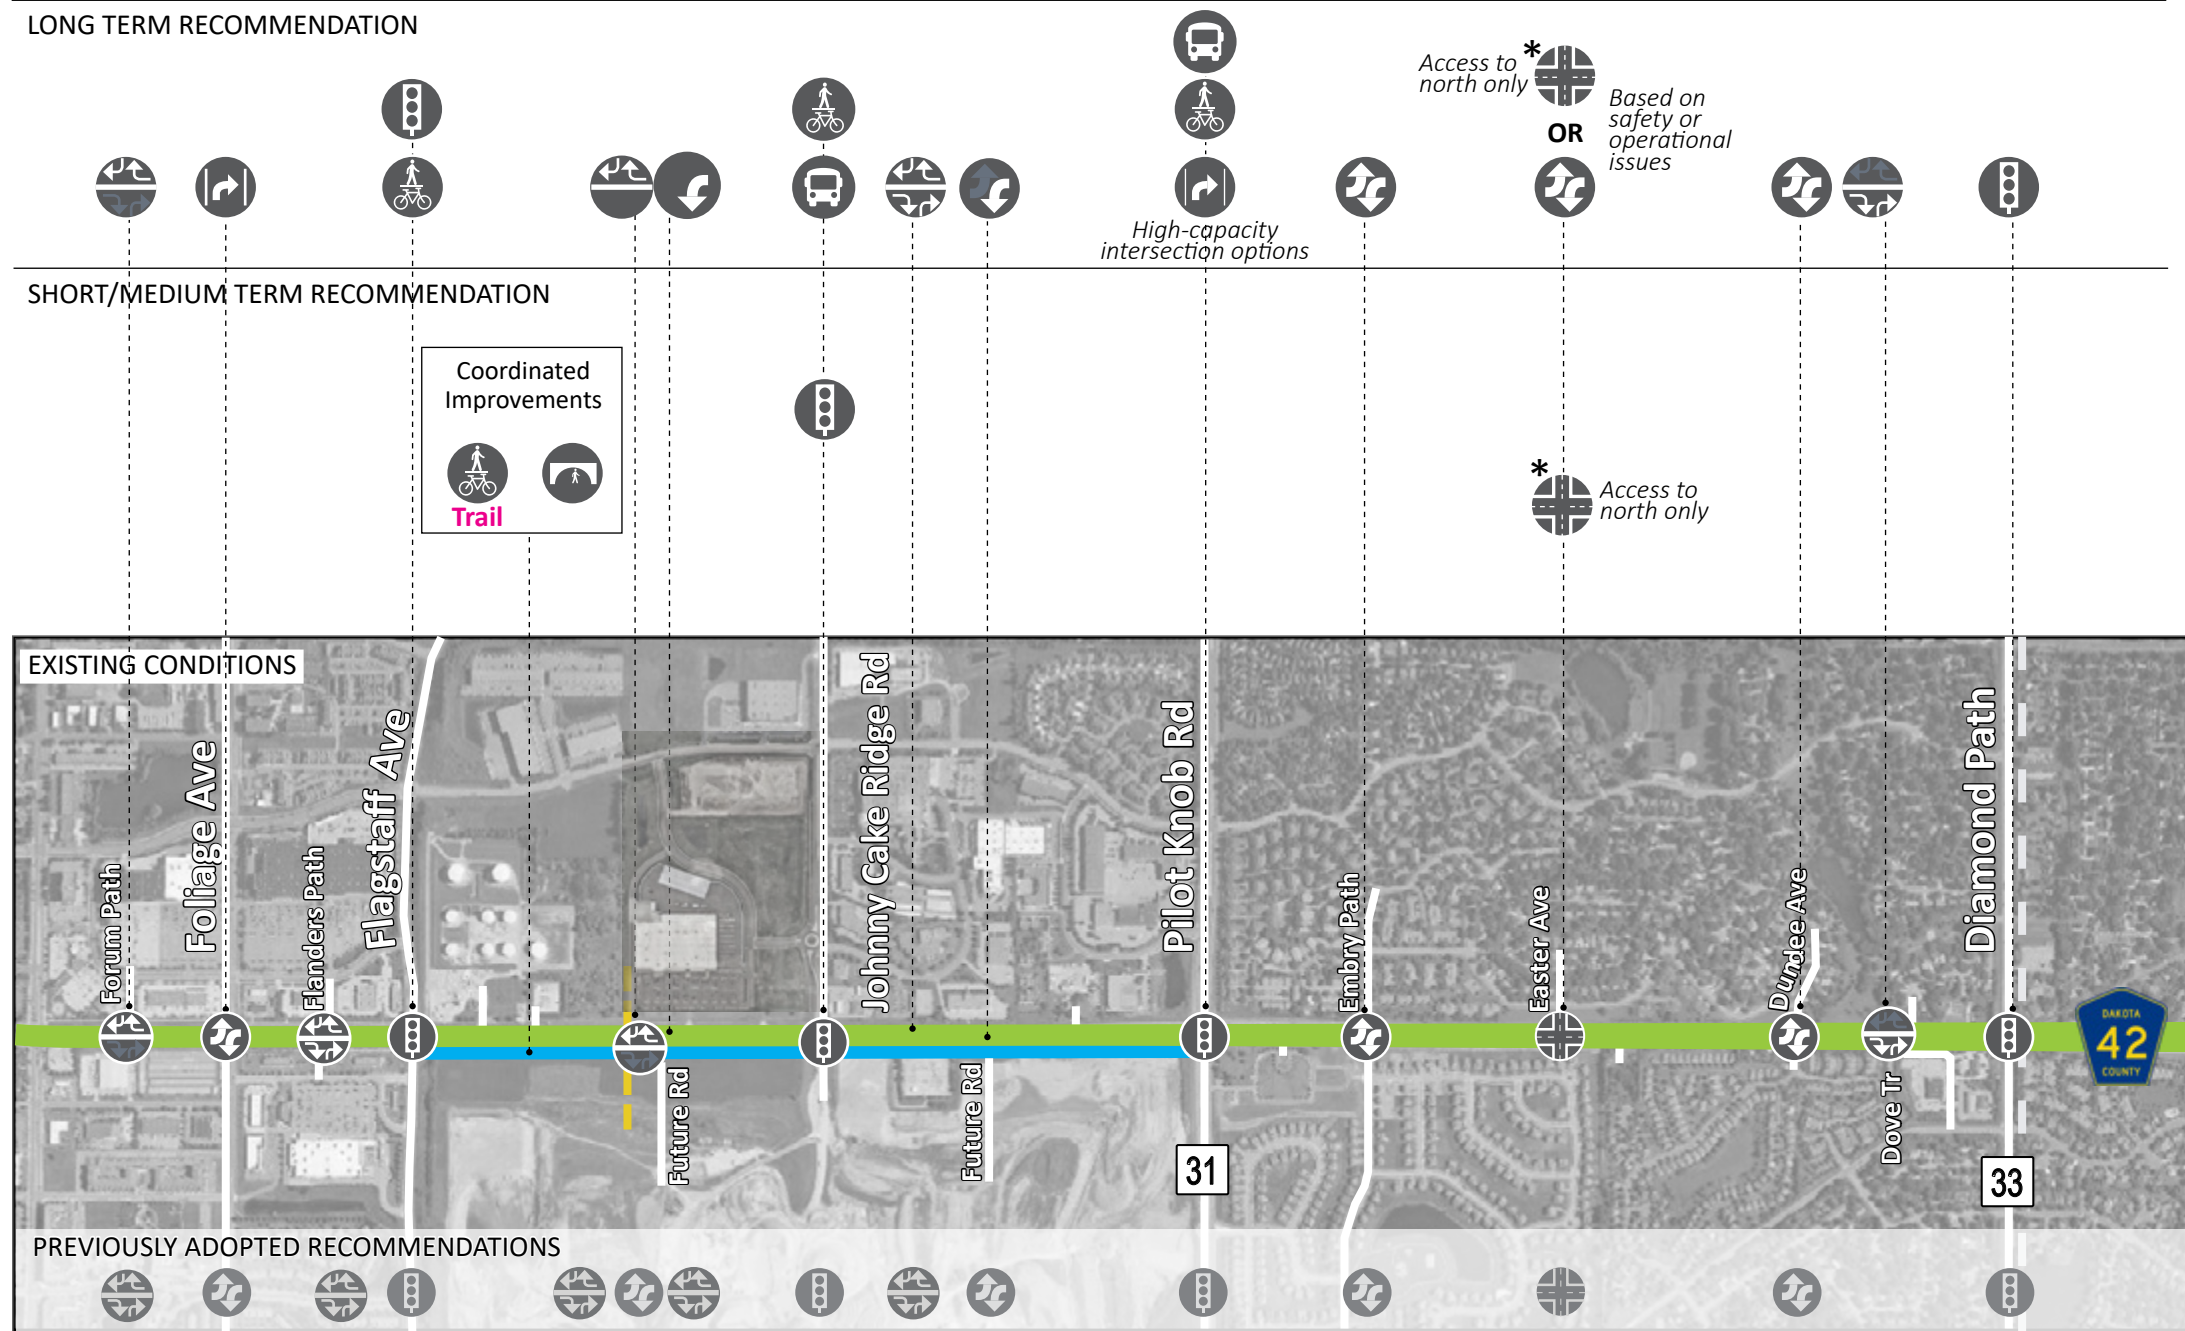 LONG TERM RECOMMENDATION
*
Access to
north only
OR
Based on
safety or
operational
issues
High-capacity
intersection options
SHORT/MEDIUM TERM RECOMMENDATION
Coordinated
Improvements
Trail
*
Access to
north only
EXISTING CONDITIONS
Forum Path
Foliage Ave
Flanders Path
Flagstaff Ave
Johnny Cake Ridge Rd
Pilot Knob Rd
Embry Path
Easter Ave
Dundee Ave
Diamond Path
DAKOTA
42
COUNTY
Future Rd
Future Rd
Dove Tr
31
33
PREVIOUSLY ADOPTED RECOMMENDATIONS